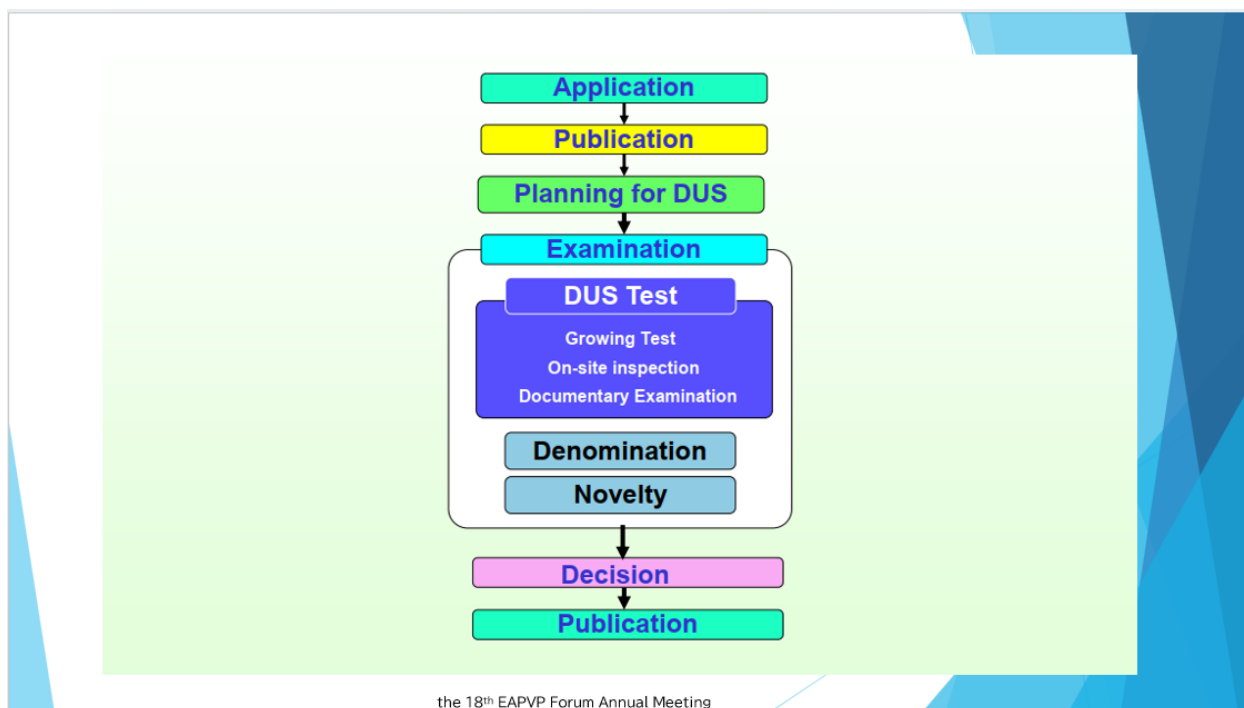 Application
Publication
Planning for DUS
Examination
DUS Test
Growing Test
On-site inspection
Documentary Examination
Denomination
Novelty
Decision
Publication
the 18th EAPVP Forum Annual Meeting